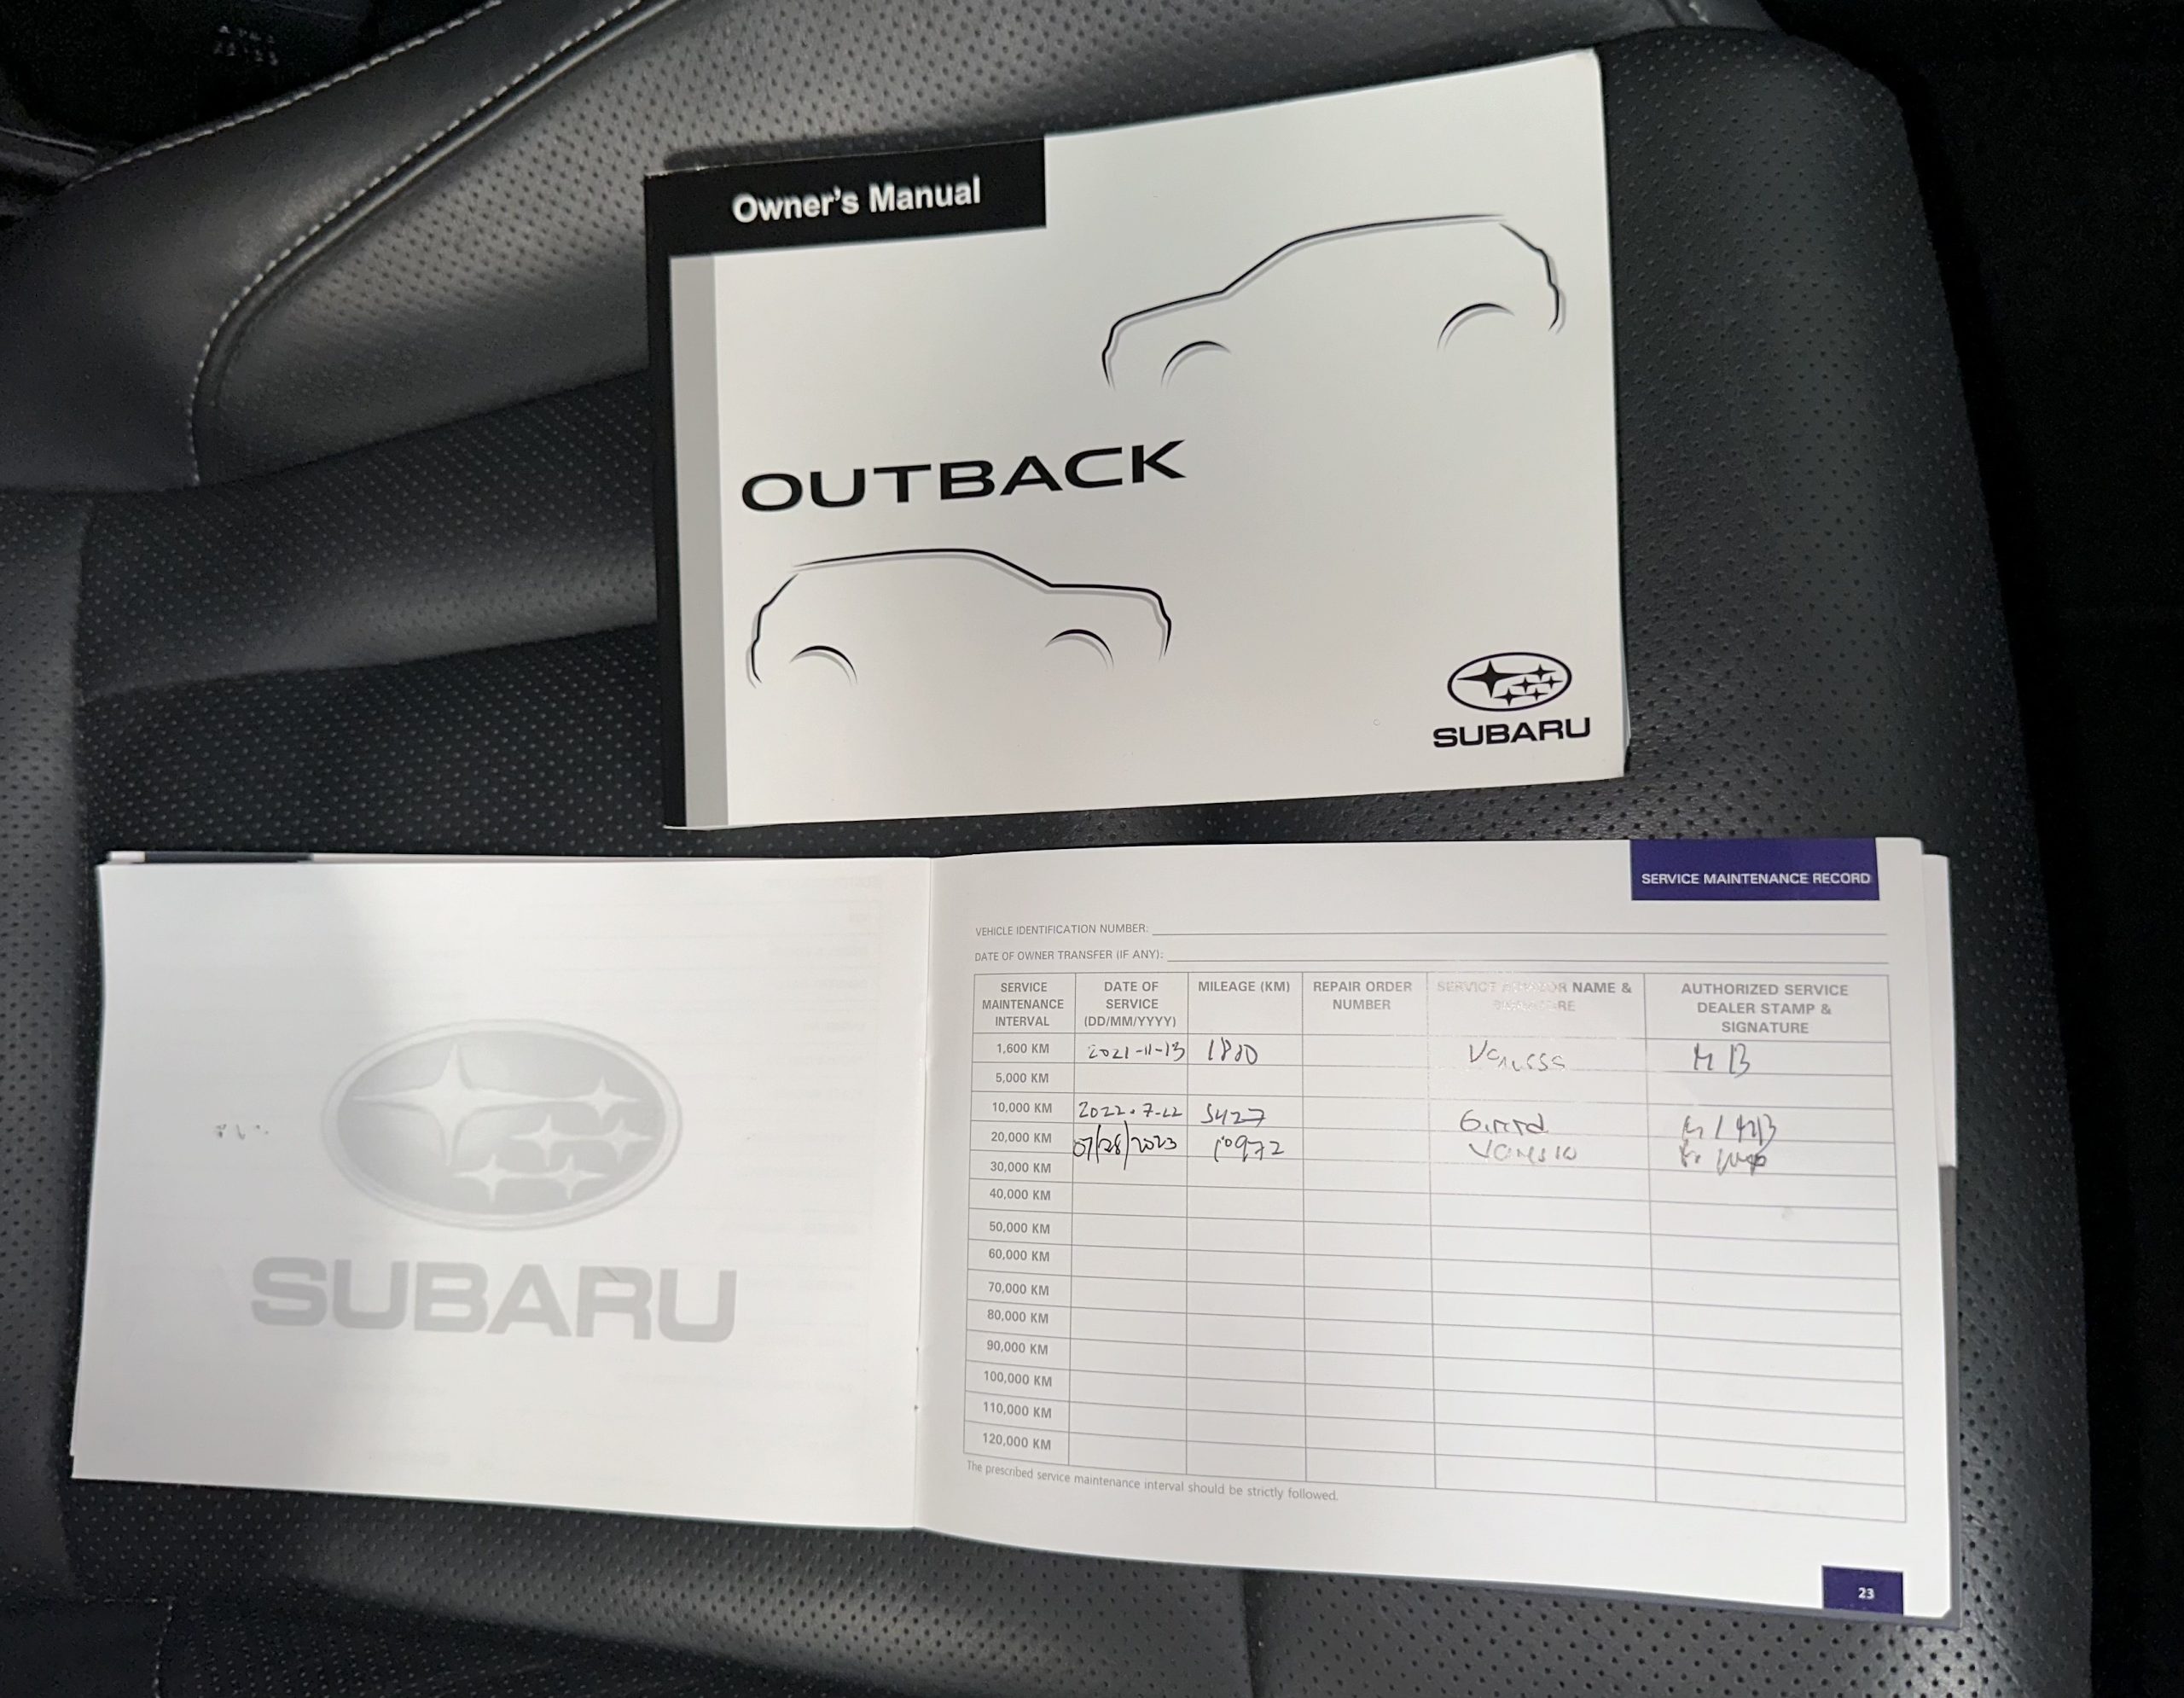 Owner's Manual
OUTBACK
SUBARU
SUBARU
SERVICE MAINTENANCE RECORD
VEHICLE IDENTIFICATION NUMBER:
DATE OF OWNER TRANSFER (IF ANY):
SERVICE MAINTENANCE INTERVAL DATE OF SERVICE (DD/MM/YYYY) MILEAGE (KM) REPAIR ORDER NUMBER SERVICE NAME & AUTHORIZED SERVICE DEALER STAMP & SIGNATURE
1,600 KM 2021-11-13
5,000 KM
10,000 KM 2022.7-22 5427
20,000 KM 07/28/2023 10972
30,000 KM
40,000 KM
50,000 KM
60,000 KM
70,000 KM
80,000 KM
90,000 KM
100,000 KM
110,000 KM
120,000 KM
The prescribed service maintenance interval should be strictly followed.
23